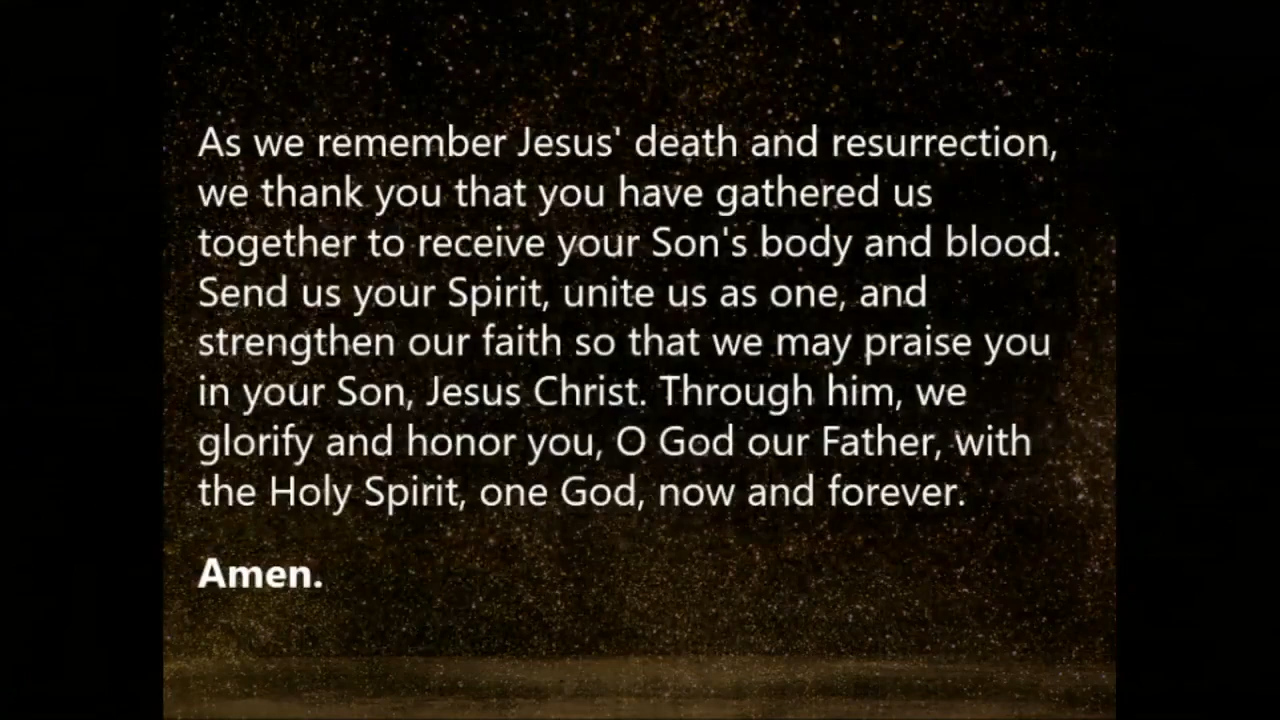 As we remember Jesus' death and resurrection,
we thank you that you have gathered us
together to receive your Son's body and blood.
Send us your Spirit, unite us as one, and
strengthen our faith so that we may praise you
in your Son, Jesus Christ. Through him, we
glorify and honor you, O God our Father, with
the Holy Spirit, one God, now and forever.
Amen.